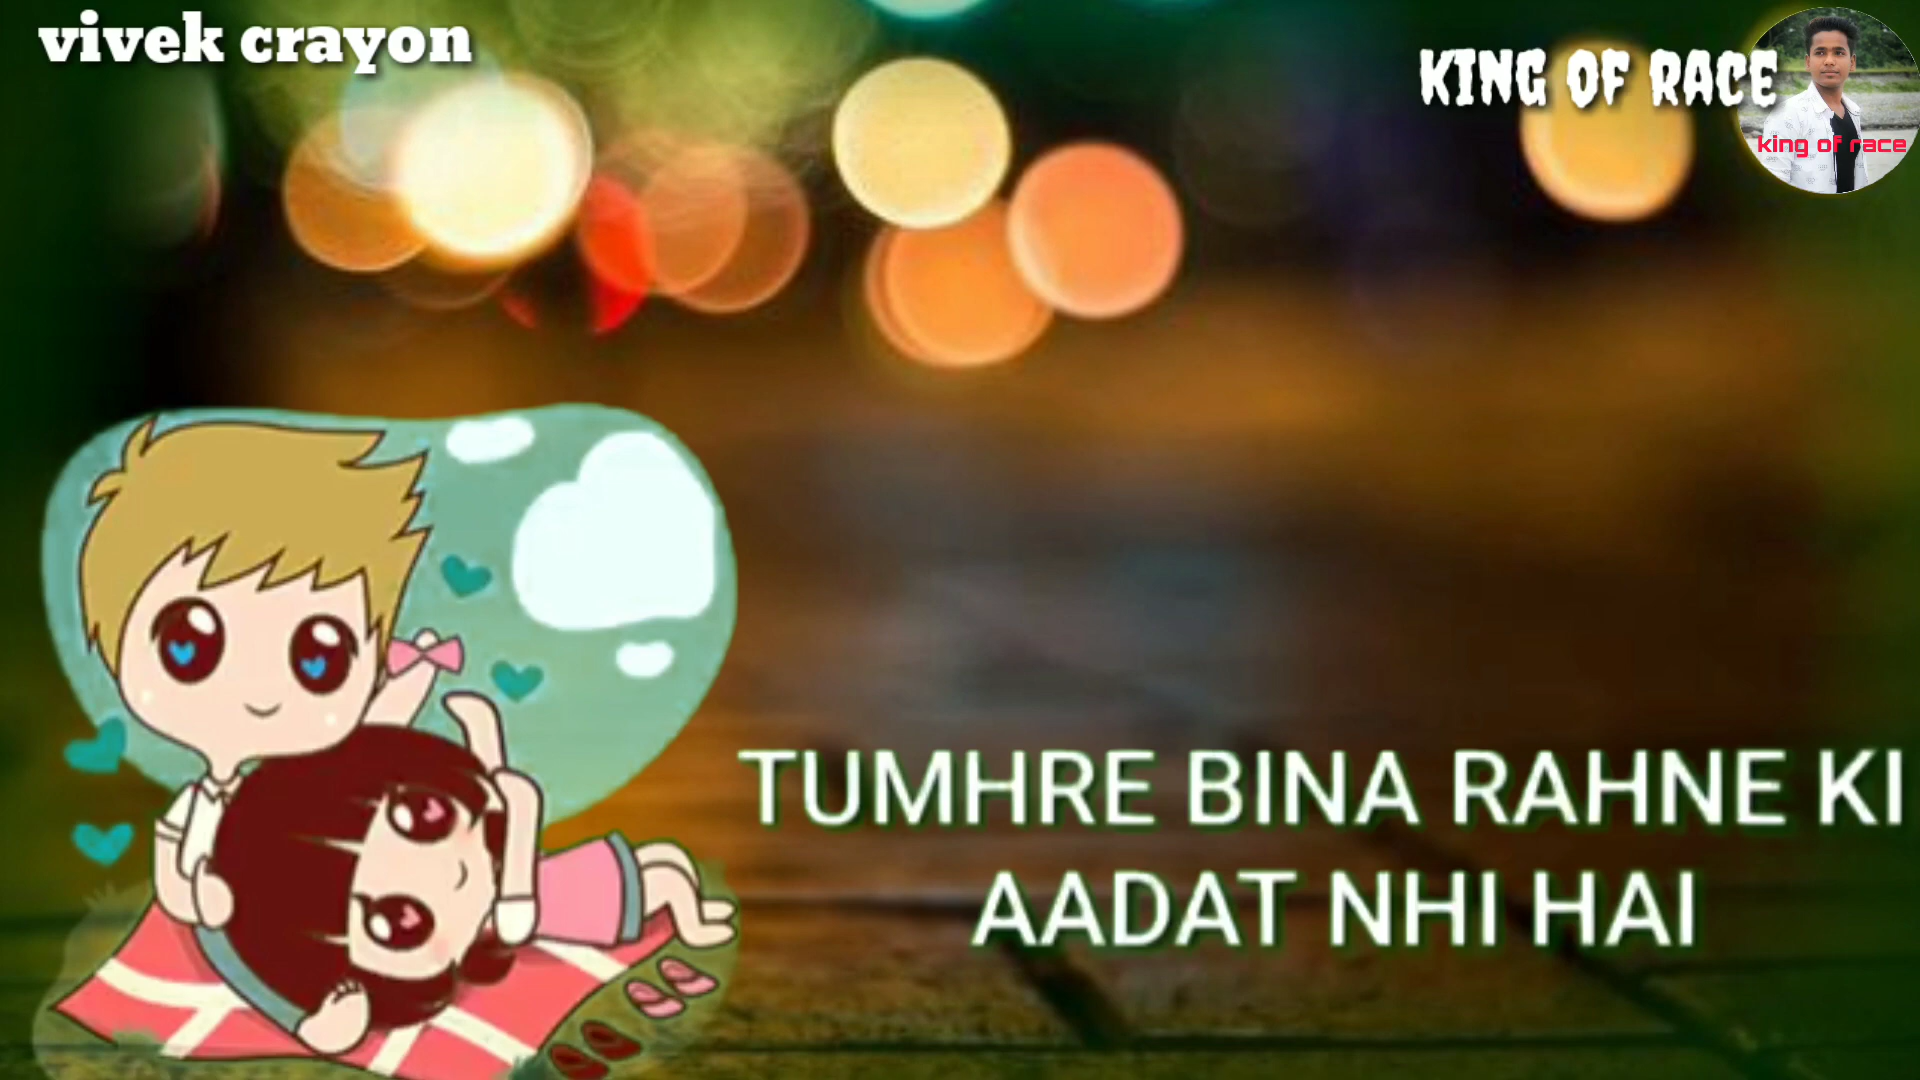 vivek crayon
KING OF RACE
king of race
TUMHRE BINA RAHNE KI
AADAT NHI HAI